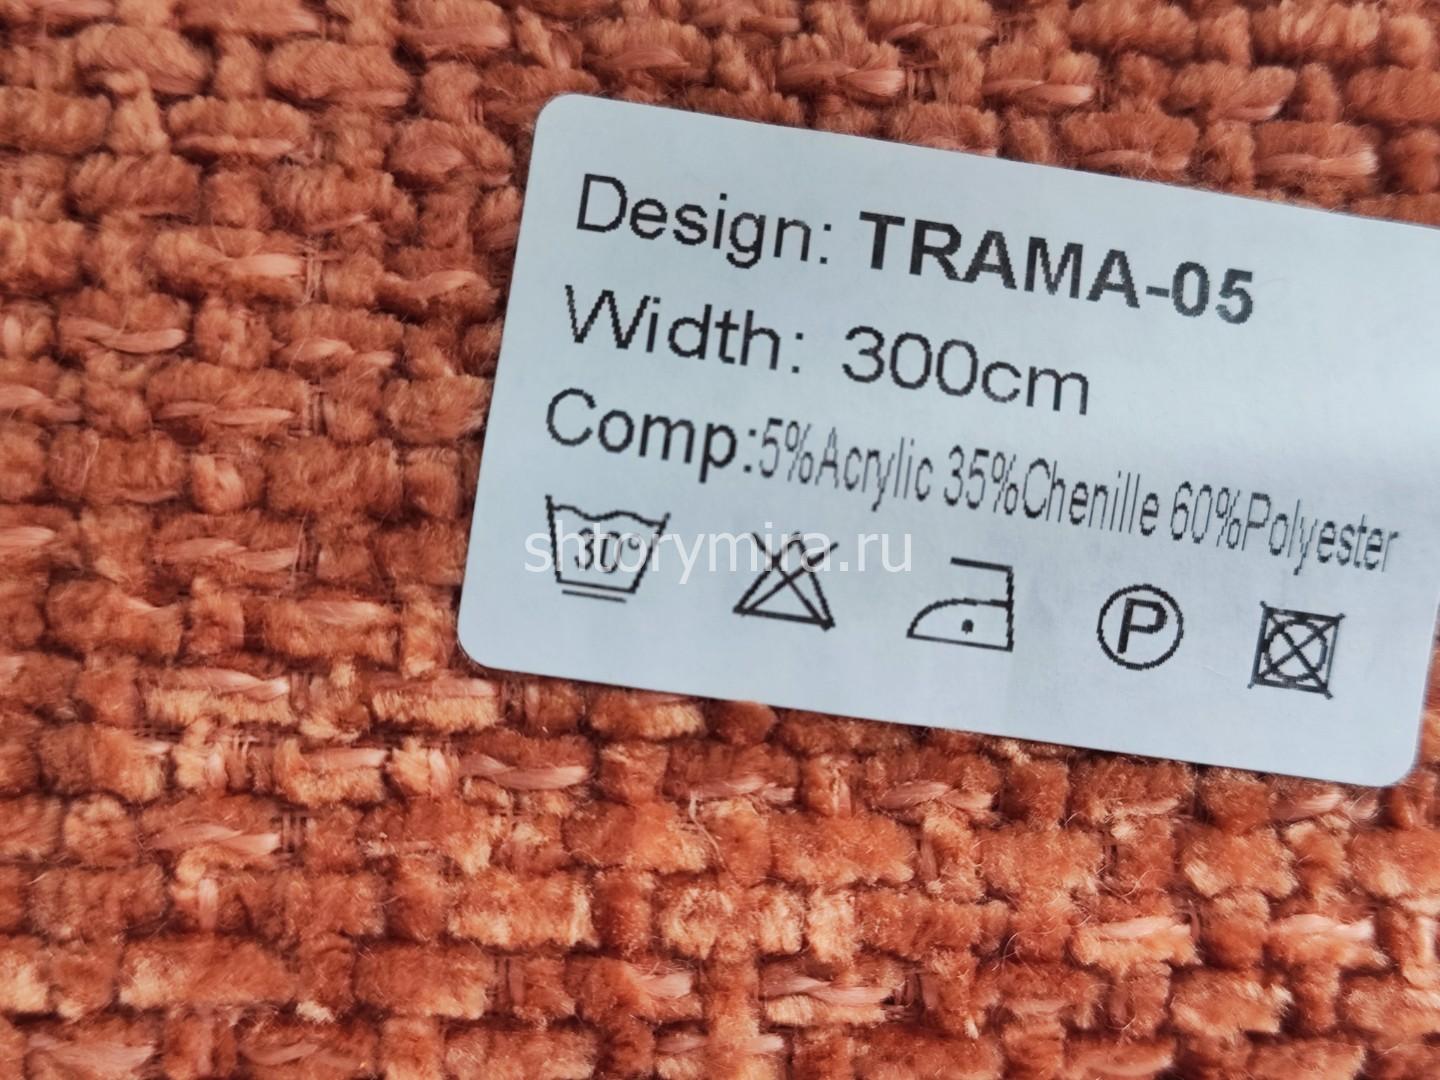 Design: TRAMA-05
Width: 300cm
Comp:5%Acrylic 35%Chenille 60%Polyester
30°
P
shtorymira.ru